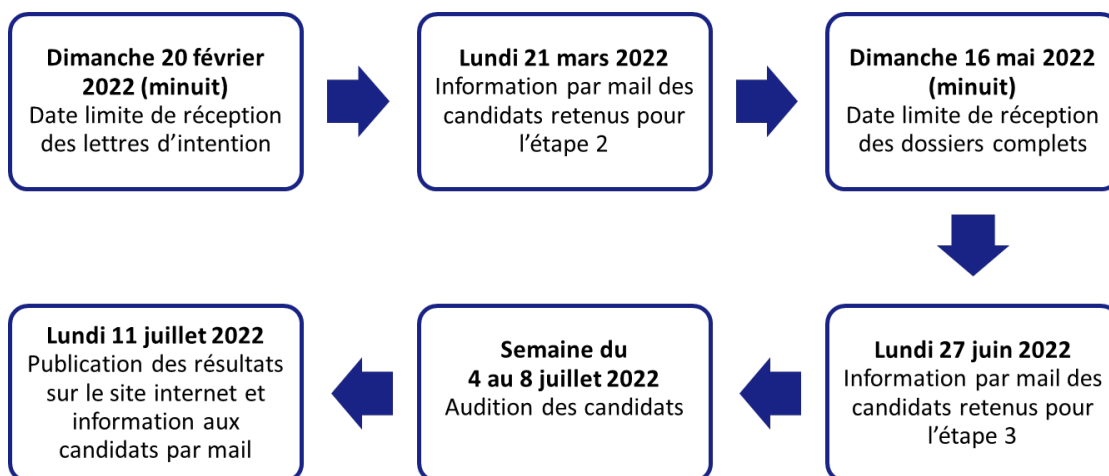 Dimanche 20 février
2022 (minuit)
Date limite de réception
des lettres d’intention
Lundi 21 mars 2022
Information par mail des
candidats retenus pour
l’étape 2
Dimanche 16 mai 2022
(minuit)
Date limite de réception
des dossiers complets
Lundi 27 juin 2022
Information par mail des
candidats retenus pour
l’étape 3
Semaine du
4 au 8 juillet 2022
Audition des candidats
Lundi 11 juillet 2022
Publication des résultats
sur le site internet et
information aux
candidats par mail